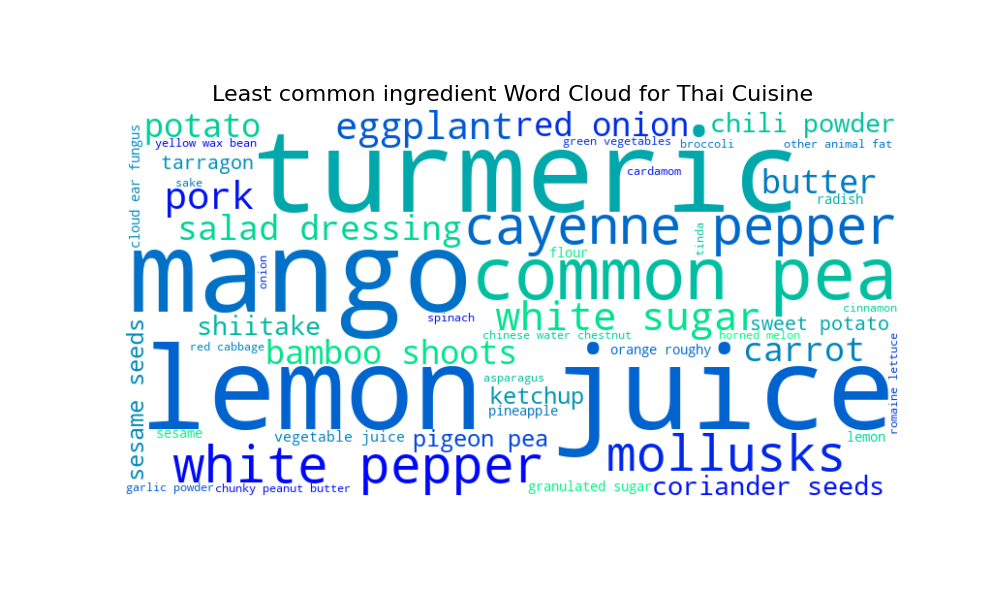 Least common ingredient Word Cloud for Thai Cuisine
potato
eggplant
red onion
chili powder
cloud ear fungus
yellow wax bean
turmeric
green vegetables
broccoli
other animal fat
tarragon
cardamom
sake
pork
butter
radish
salad dressing
cayenne pepper
tinda
mango
onion
flour
common pea
white sugar
cinnamon
spinach
shiitake
sweet potato
chinese water chestnut
horned melon
sesame seeds
red cabbage
bamboo shoots
orange roughy
carrot
romaine lettuce
lemon juice
asparagus
ketchup
pineapple
sesame
vegetable juice
pigeon pea
mollusks
lemon
white pepper
garlic powder
chunky peanut butter
granulated sugar
coriander seeds